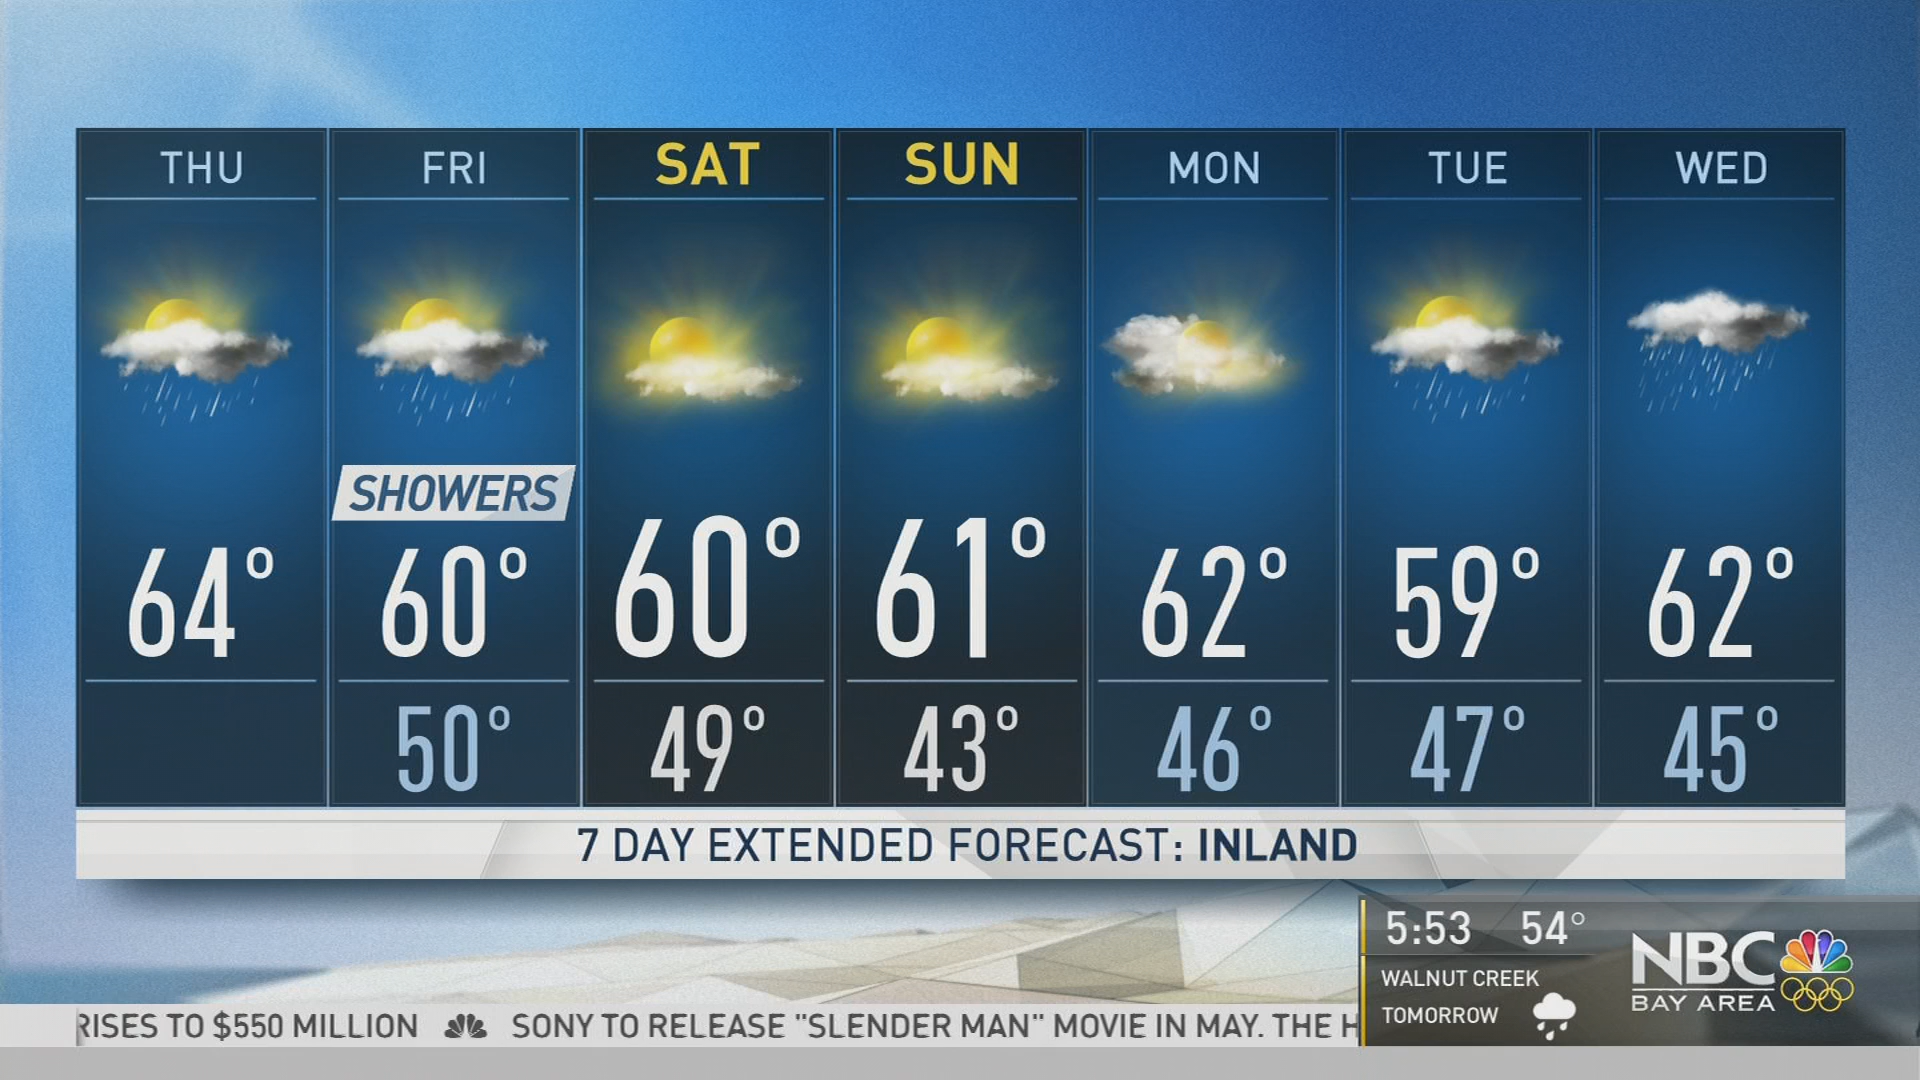 THU FRI SAT SUN MON TUE WED
SHOWERS
64° 60° 60° 61° 62° 59° 62°
50° 49° 43° 46° 47° 45°
7 DAY EXTENDED FORECAST: INLAND
5:53 54°
WALNUT CREEK
TOMORROW
NBC
BAY AREA
RISES TO $550 MILLION SONY TO RELEASE "SLENDER MAN" MOVIE IN MAY. THE H